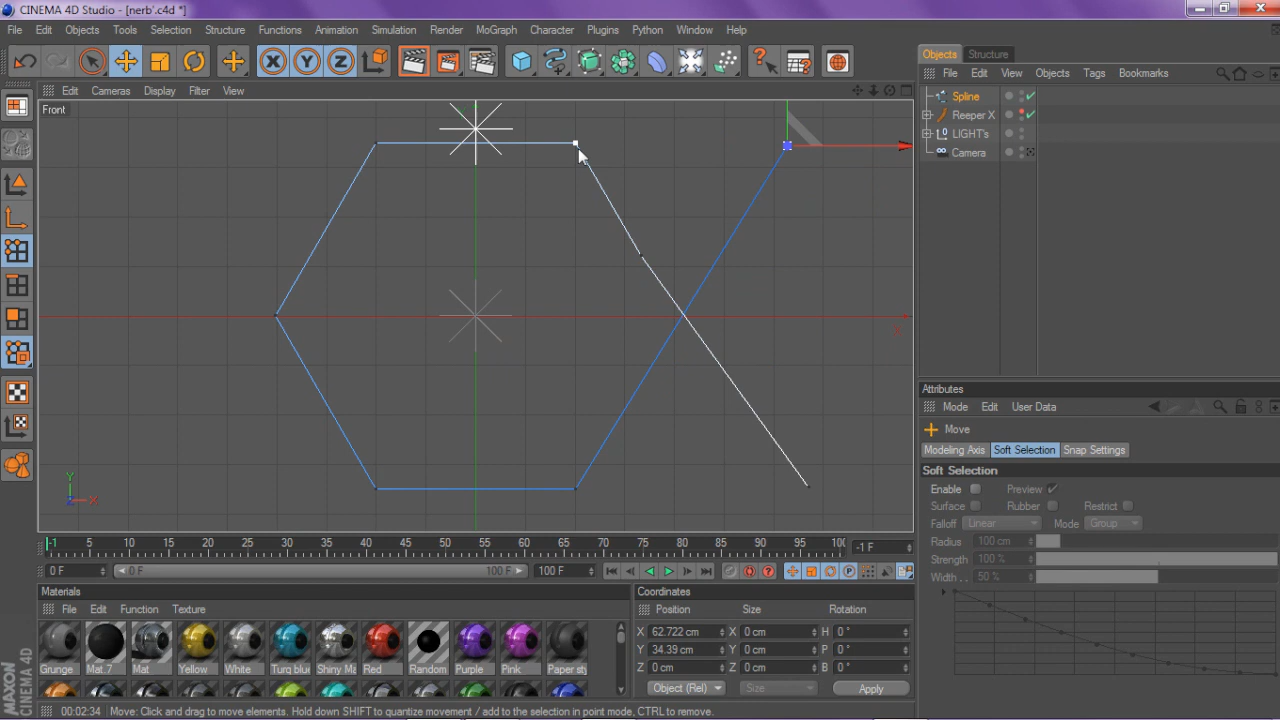 CINEMA 4D Studio - [nerb'.c4d *]
File Edit Objects Tools Selection Structure Functions Animation Simulation Render MoGraph Character Plugins Python Window Help
X Y Z
Edit Cameras Display Filter View
Front
Y
X
Z
X
-1 5 10 15 20 25 30 35 40 45 50 55 60 65 70 75 80 85 90 95 100 -1 F
0 F 0 F 100 F 100 F
Materials
File Edit Function Texture
Grunge Mat.7 Mat Yellow White Turq blue Shiny Ma Red Random Purple Pink Paper sty
Coordinates
Position Size Rotation
X 62.722 cm X 0 cm H 0 °
Y 34.39 cm Y 0 cm P 0 °
Z 0 cm Z 0 cm B 0 °
Object (Rel) Size Apply
Objects Structure
File Edit View Objects Tags Bookmarks
Spline
Reeper X
LIGHT's
Camera
Attributes
Mode Edit User Data
Move
Modeling Axis Soft Selection Snap Settings
Soft Selection
Enable Preview
Surface Rubber Restrict
Falloff Linear Mode Group
Radius 100 cm
Strength 100 %
Width . . 50 %
MAXON
CINEMA 4D
00:02:34 Move: Click and drag to move elements. Hold down SHIFT to quantize movement / add to the selection in point mode, CTRL to remove.